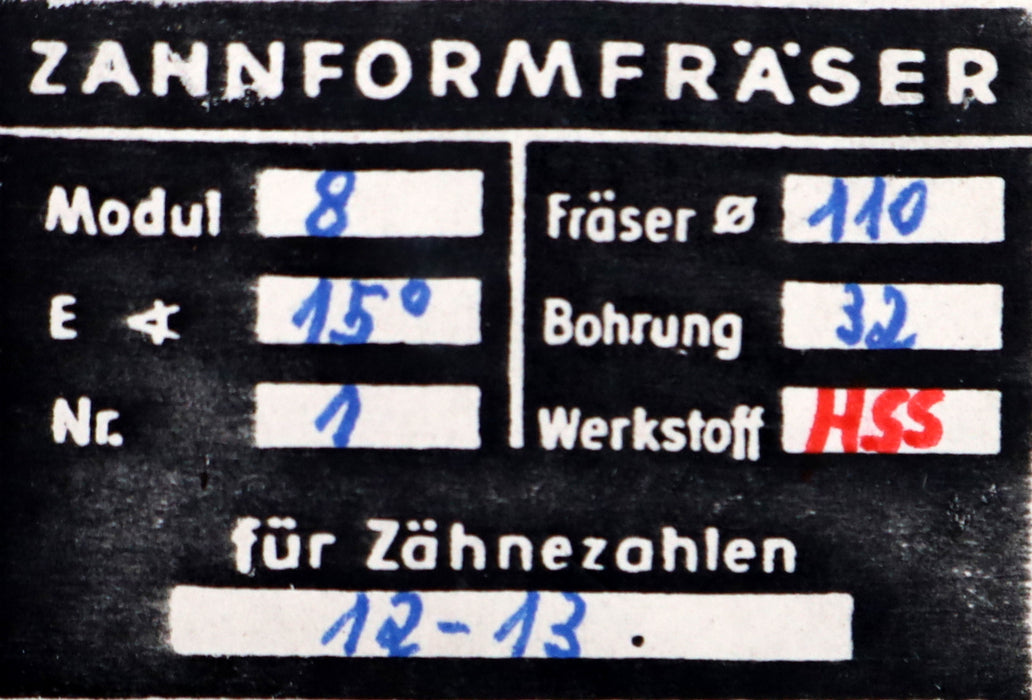 ZAHNFORMFRÄSER
Modul 8
E ∢ 15°
Nr. 1
Fräser ø 110
Bohrung 32
Werkstoff HSS
für Zähnezahlen
12-13